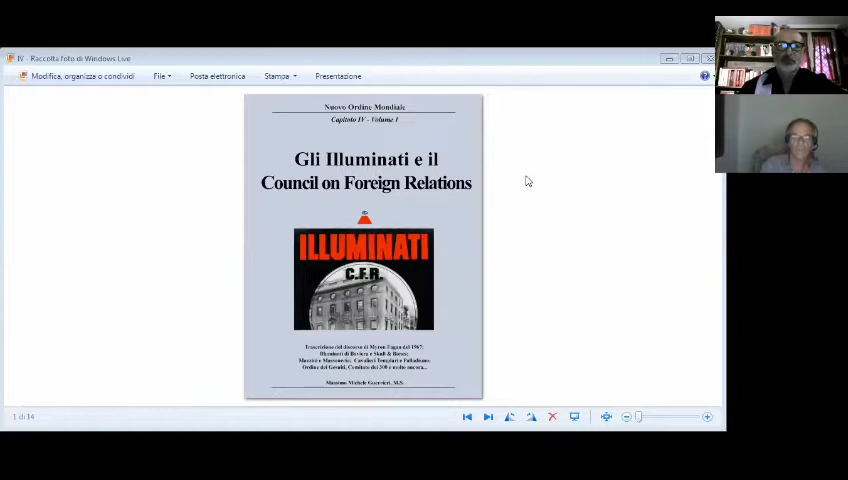 IV - Raccolta foto di Windows Live
Modifica, organizza o condividi File Posta elettronica Stampa Presentazione
Nuovo Ordine Mondiale
Capitolo IV - Volume I
Gli Illuminati e il
Council on Foreign Relations
ILLUMINATI
C.F.R.
Trascrizione del discorso di Myron Fagan del 1967;
Illuminati di Baviera e Skull & Bones;
Mazzini e Massoneria; Cavalieri Templari e Palladismo;
Ordine dei Gesuiti, Comitato dei 300 e molto ancora...
Massimo Michele Guerrieri, M.S.
1 di 14